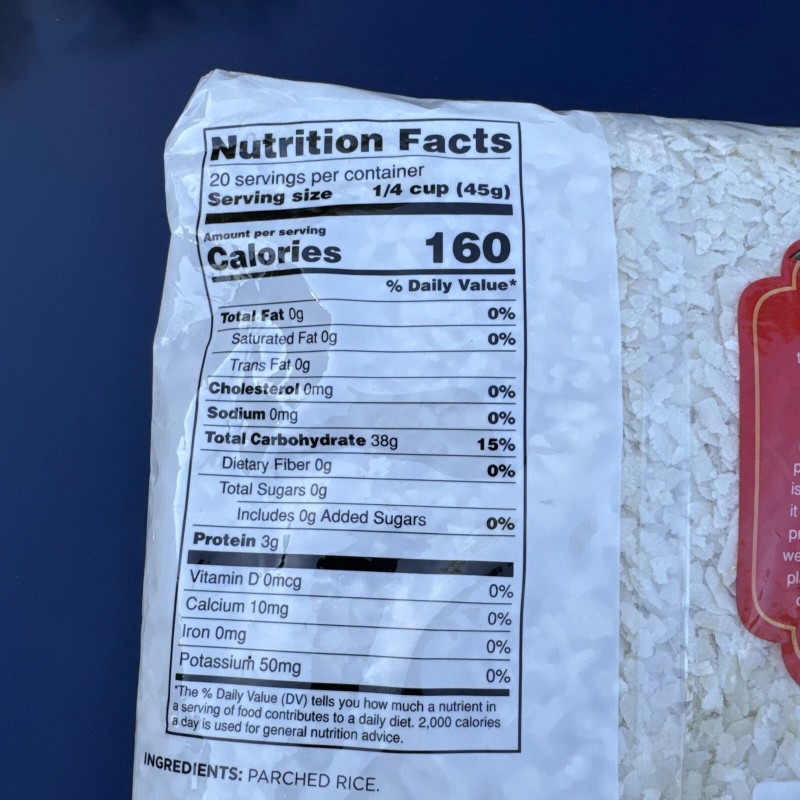 Nutrition Facts
20 servings per container
Serving size 1/4 cup (45g)
Amount per serving
Calories 160
% Daily Value*
Total Fat 0g 0%
Saturated Fat 0g 0%
Trans Fat 0g
Cholesterol 0mg 0%
Sodium 0mg 0%
Total Carbohydrate 38g 15%
Dietary Fiber 0g 0%
Total Sugars 0g
Includes 0g Added Sugars 0%
Protein 3g
Vitamin D 0mcg 0%
Calcium 10mg 0%
Iron 0mg 0%
Potassium 50mg 0%
*The % Daily Value (DV) tells you how much a nutrient in
a serving of food contributes to a daily diet. 2,000 calories
a day is used for general nutrition advice.
INGREDIENTS: PARCHED RICE.
is
it
we